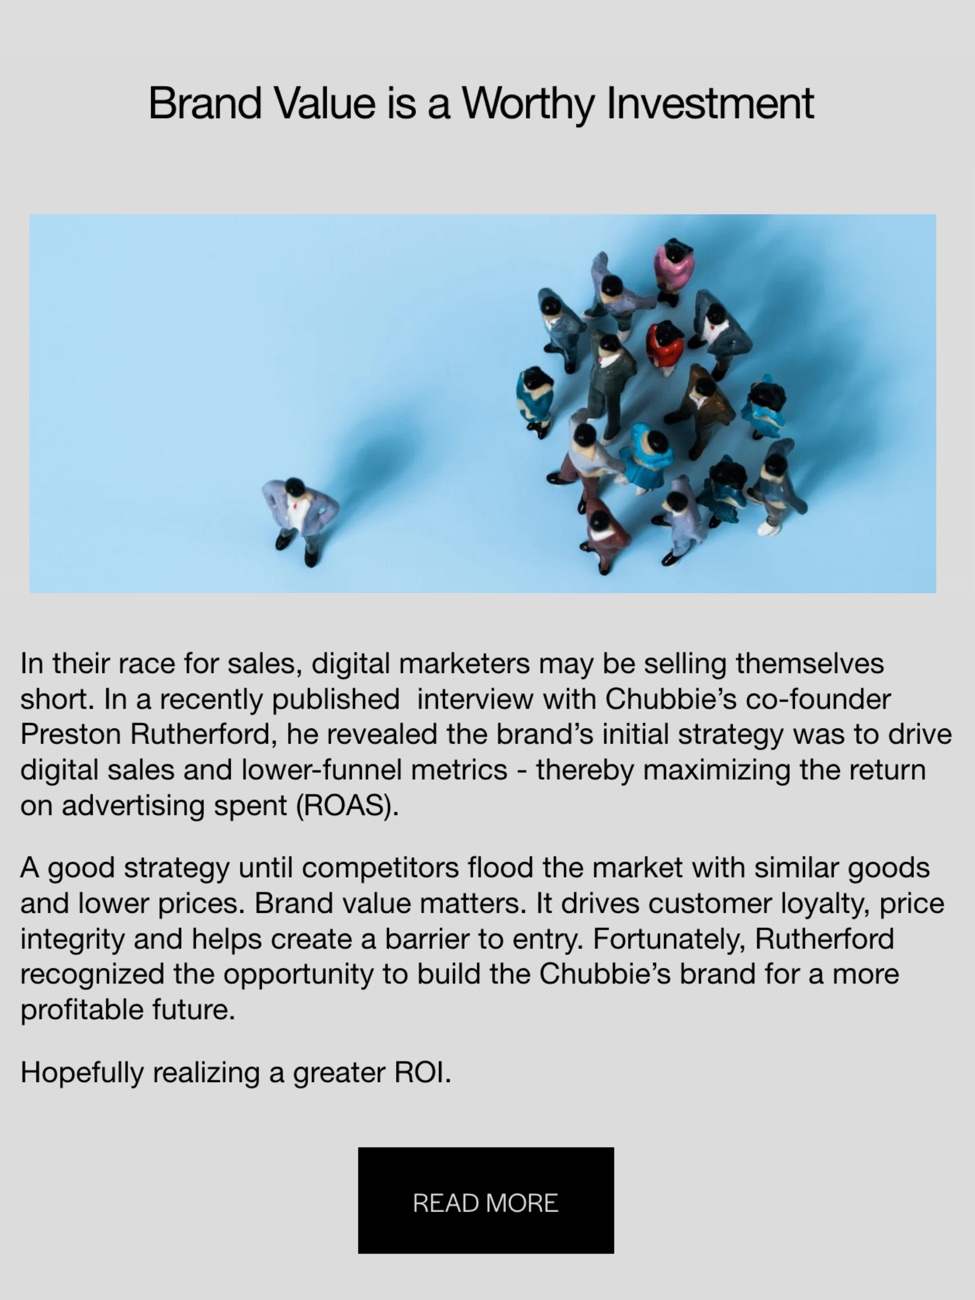 Brand Value is a Worthy Investment
In their race for sales, digital marketers may be selling themselves
short. In a recently published  interview with Chubbie’s co-founder
Preston Rutherford, he revealed the brand’s initial strategy was to drive
digital sales and lower-funnel metrics - thereby maximizing the return
on advertising spent (ROAS).
A good strategy until competitors flood the market with similar goods
and lower prices. Brand value matters. It drives customer loyalty, price
integrity and helps create a barrier to entry. Fortunately, Rutherford
recognized the opportunity to build the Chubbie’s brand for a more
profitable future.
Hopefully realizing a greater ROI.
READ MORE